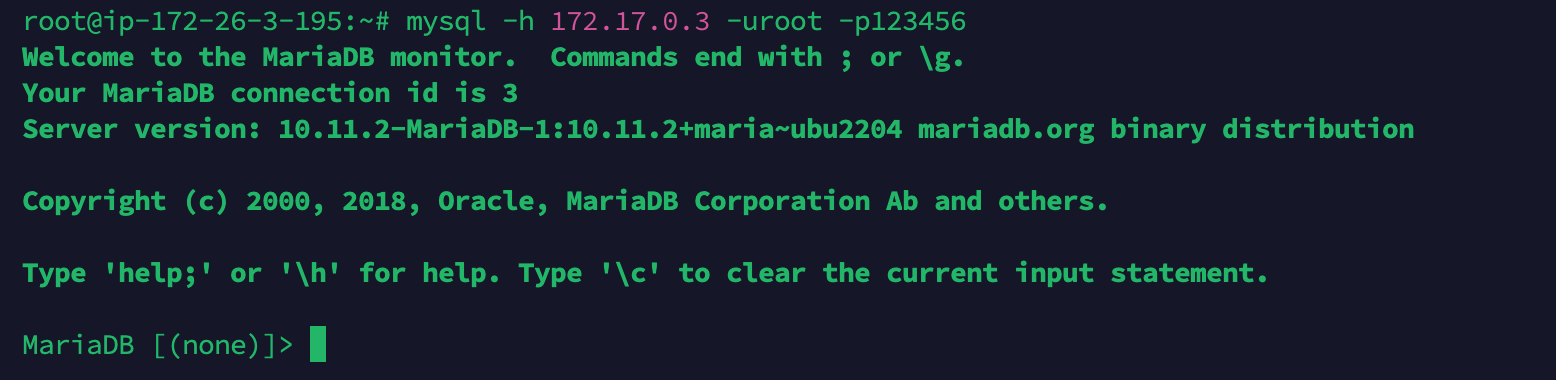 root@ip-172-26-3-195:~# mysql -h 172.17.0.3 -uroot -p123456
Welcome to the MariaDB monitor.  Commands end with ; or \g.
Your MariaDB connection id is 3
Server version: 10.11.2-MariaDB-1:10.11.2+maria~ubu2204 mariadb.org binary distribution
Copyright (c) 2000, 2018, Oracle, MariaDB Corporation Ab and others.
Type 'help;' or '\h' for help. Type '\c' to clear the current input statement.
MariaDB [(none)]>